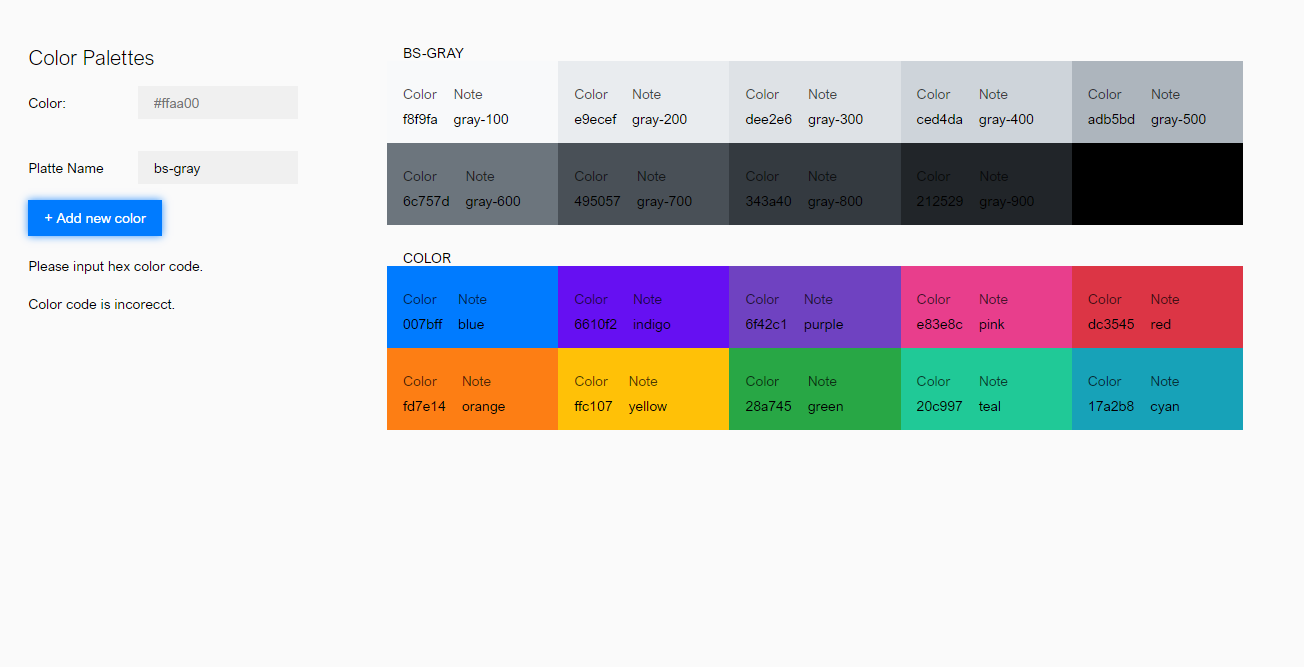 Color Palettes
Color: #ffaa00
Platte Name bs-gray
+ Add new color
Please input hex color code.
Color code is incorecct.
BS-GRAY
Color Note Color Note Color Note Color Note Color Note
f8f9fa gray-100 e9ecef gray-200 dee2e6 gray-300 ced4da gray-400 adb5bd gray-500
Color Note Color Note Color Note Color Note
6c757d gray-600 495057 gray-700 343a40 gray-800 212529 gray-900
COLOR
Color Note Color Note Color Note Color Note Color Note
007bff blue 6610f2 indigo 6f42c1 purple e83e8c pink dc3545 red
Color Note Color Note Color Note Color Note Color Note
fd7e14 orange ffc107 yellow 28a745 green 20c997 teal 17a2b8 cyan